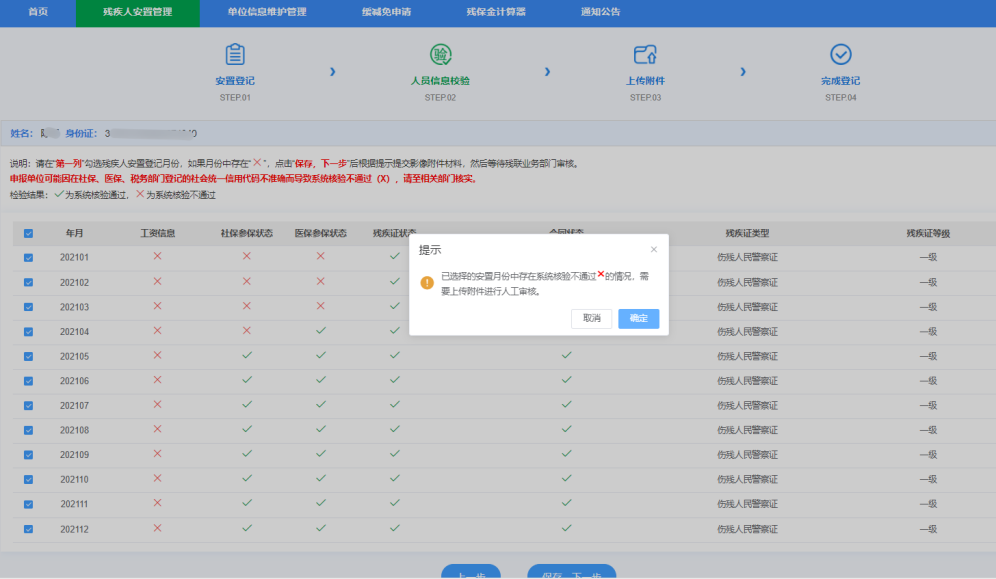 首页 残疾人安置管理 单位信息维护管理 缓减免申请 残保金计算器 通知公告
安置登记 人员信息校验 上传附件 完成登记
STEP.01 STEP.02 STEP.03 STEP.04
姓名： 身份证： 3
说明：请在"第一列"勾选残疾人安置登记月份，如果月份中存在"×"，点击"保存，下一步"后根据提示提交影像附件材料，然后等待残联业务部门审核。
申报单位可能因在社保、医保、税务部门登记的社会统一信用代码不准确而导致系统核验不通过（X），请至相关部门核实。
检验结果：✓为系统核验通过，×为系统核验不通过
年月 工资信息 社保参保状态 医保参保状态 残疾证状态 合同状态 残疾证类型 残疾证等级
提示
已选择的安置月份中存在系统核验不通过×的情况，需
要上传附件进行人工审核。
取消 确定
202101 × × × ✓ 伤残人民警察证 一级
202102 × × × ✓ 伤残人民警察证 一级
202103 × × × ✓ 伤残人民警察证 一级
202104 × × ✓ ✓ 伤残人民警察证 一级
202105 × ✓ ✓ ✓ ✓ 伤残人民警察证 一级
202106 × ✓ ✓ ✓ ✓ 伤残人民警察证 一级
202107 × ✓ ✓ ✓ ✓ 伤残人民警察证 一级
202108 × ✓ ✓ ✓ ✓ 伤残人民警察证 一级
202109 × ✓ ✓ ✓ ✓ 伤残人民警察证 一级
202110 × ✓ ✓ ✓ ✓ 伤残人民警察证 一级
202111 × ✓ ✓ ✓ ✓ 伤残人民警察证 一级
202112 × ✓ ✓ ✓ ✓ 伤残人民警察证 一级
上一步 保存，下一步